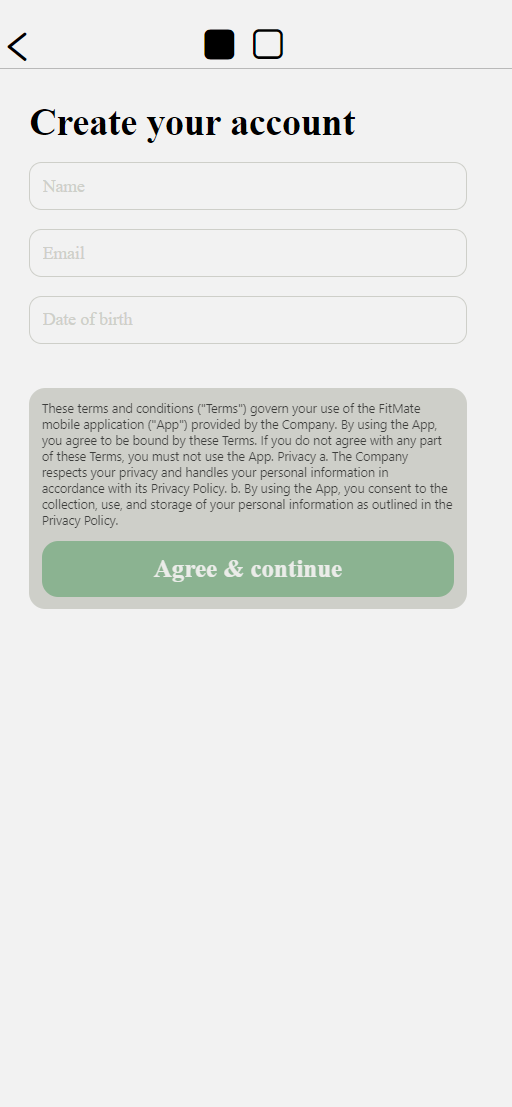 Create your account
Name
Email
Date of birth
These terms and conditions ("Terms") govern your use of the FitMate
mobile application ("App") provided by the Company. By using the App,
you agree to be bound by these Terms. If you do not agree with any part
of these Terms, you must not use the App. Privacy a. The Company
respects your privacy and handles your personal information in
accordance with its Privacy Policy. b. By using the App, you consent to the
collection, use, and storage of your personal information as outlined in the
Privacy Policy.
Agree & continue